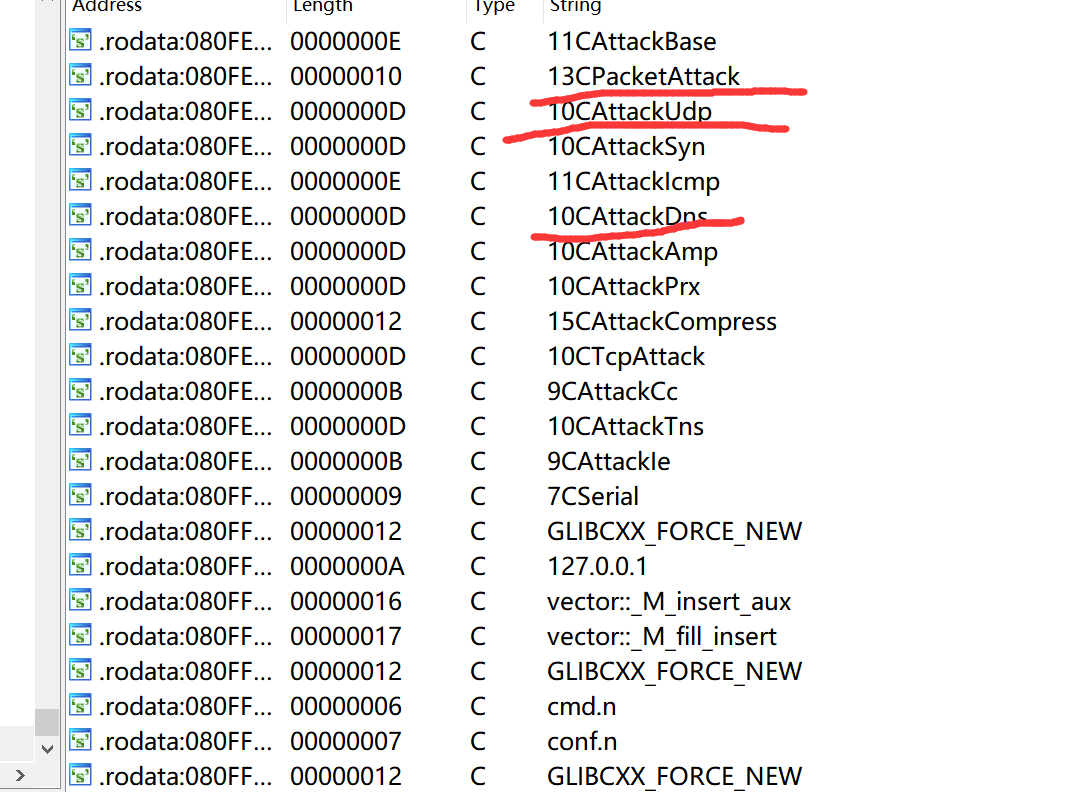 Address Length Type String
.rodata:080FE... 0000000E C 11CAttackBase
.rodata:080FE... 00000010 C 13CPacketAttack
.rodata:080FE... 0000000D C 10CAttackUdp
.rodata:080FE... 0000000D C 10CAttackSyn
.rodata:080FE... 0000000E C 11CAttackIcmp
.rodata:080FE... 0000000D C 10CAttackDns
.rodata:080FE... 0000000D C 10CAttackAmp
.rodata:080FE... 0000000D C 10CAttackPrx
.rodata:080FE... 00000012 C 15CAttackCompress
.rodata:080FE... 0000000D C 10CTcpAttack
.rodata:080FE... 0000000B C 9CAttackCc
.rodata:080FE... 0000000D C 10CAttackTns
.rodata:080FE... 0000000B C 9CAttackIe
.rodata:080FF... 00000009 C 7CSerial
.rodata:080FF... 00000012 C GLIBCXX_FORCE_NEW
.rodata:080FF... 0000000A C 127.0.0.1
.rodata:080FF... 00000016 C vector::_M_insert_aux
.rodata:080FF... 00000017 C vector::_M_fill_insert
.rodata:080FF... 00000012 C GLIBCXX_FORCE_NEW
.rodata:080FF... 00000006 C cmd.n
.rodata:080FF... 00000007 C conf.n
.rodata:080FF... 00000012 C GLIBCXX_FORCE_NEW